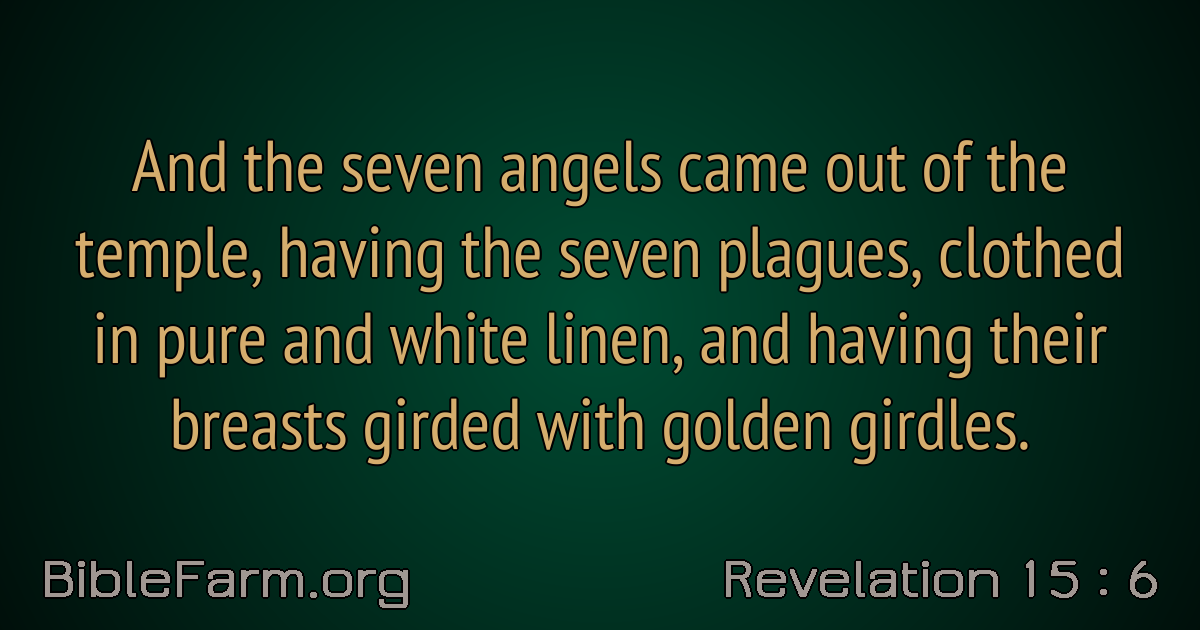 And the seven angels came out of the
temple, having the seven plagues, clothed
in pure and white linen, and having their
breasts girded with golden girdles.
BibleFarm.org
Revelation 15 : 6